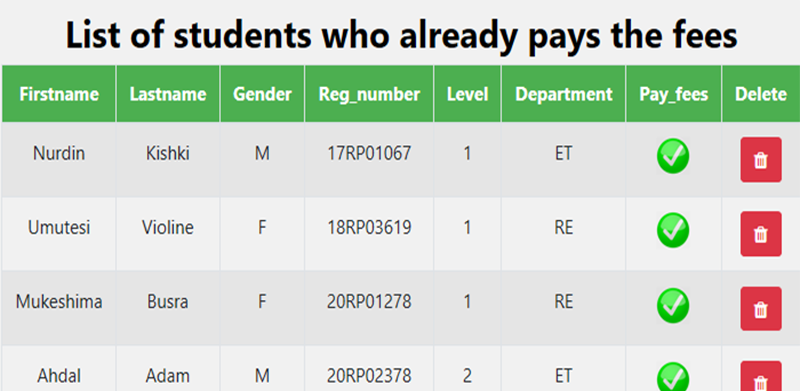 List of students who already pays the fees
Firstname Lastname Gender Reg_number Level Department Pay_fees Delete
Nurdin Kishki M 17RP01067 1 ET
Umutesi Violine F 18RP03619 1 RE
Mukeshima Busra F 20RP01278 1 RE
Ahdal Adam M 20RP02378 2 ET